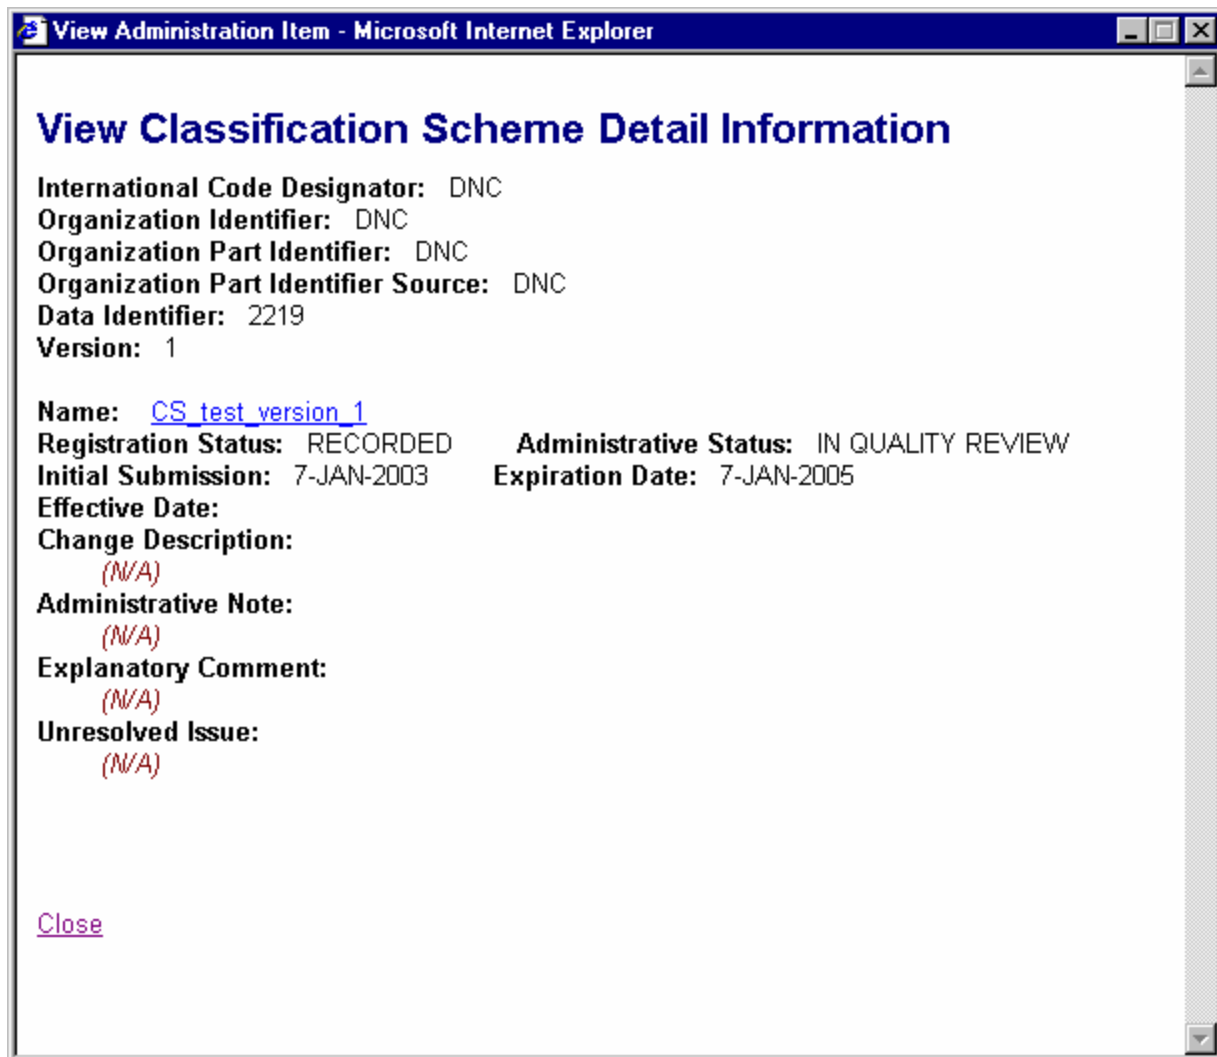 View Administration Item - Microsoft Internet Explorer
View Classification Scheme Detail Information
International Code Designator: DNC
Organization Identifier: DNC
Organization Part Identifier: DNC
Organization Part Identifier Source: DNC
Data Identifier: 2219
Version: 1
Name: CS_test_version_1
Registration Status: RECORDED Administrative Status: IN QUALITY REVIEW
Initial Submission: 7-JAN-2003 Expiration Date: 7-JAN-2005
Effective Date:
Change Description:
(N/A)
Administrative Note:
(N/A)
Explanatory Comment:
(N/A)
Unresolved Issue:
(N/A)
Close